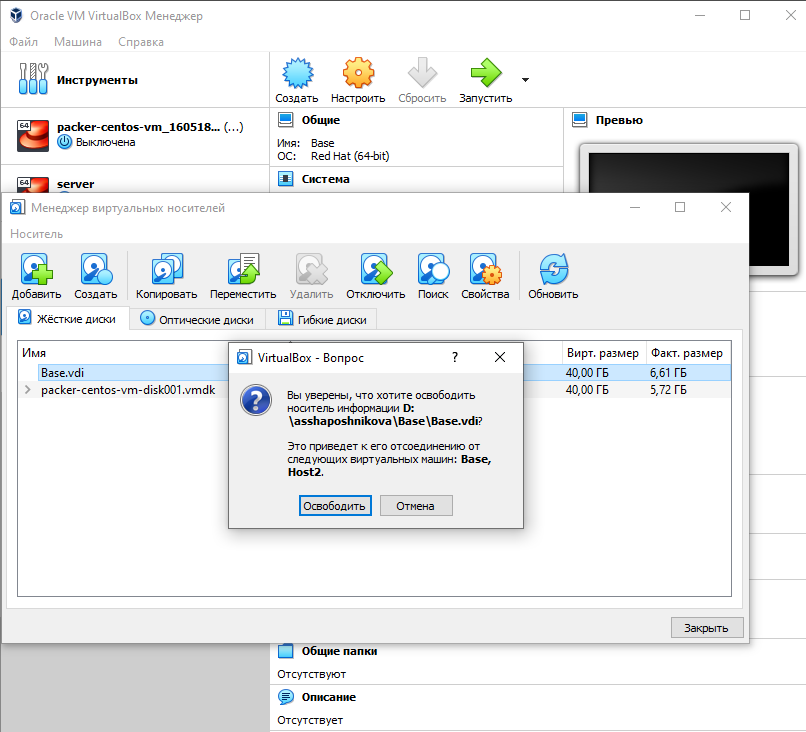 Oracle VM VirtualBox Менеджер
Файл Машина Справка
Инструменты
Создать Настроить Сбросить Запустить
64
packer-centos-vm_160518... (...)
Выключена
64
server
Общие
Имя: Base
ОС: Red Hat (64-bit)
Система
Превью
Менеджер виртуальных носителей
Носитель
Добавить Создать Копировать Переместить Удалить Отключить Поиск Свойства Обновить
Жёсткие диски Оптические диски Гибкие диски
Имя Вирт. размер Факт. размер
Base.vdi 40,00 ГБ 6,61 ГБ
packer-centos-vm-disk001.vmdk 40,00 ГБ 5,72 ГБ
VirtualBox - Вопрос ?
Вы уверены, что хотите освободить
носитель информации D:
\asshaposhnikova\Base\Base.vdi?
Это приведет к его отсоединению от
следующих виртуальных машин: Base,
Host2.
Освободить Отмена
Закрыть
Общие папки
Отсутствуют
Описание
Отсутствует